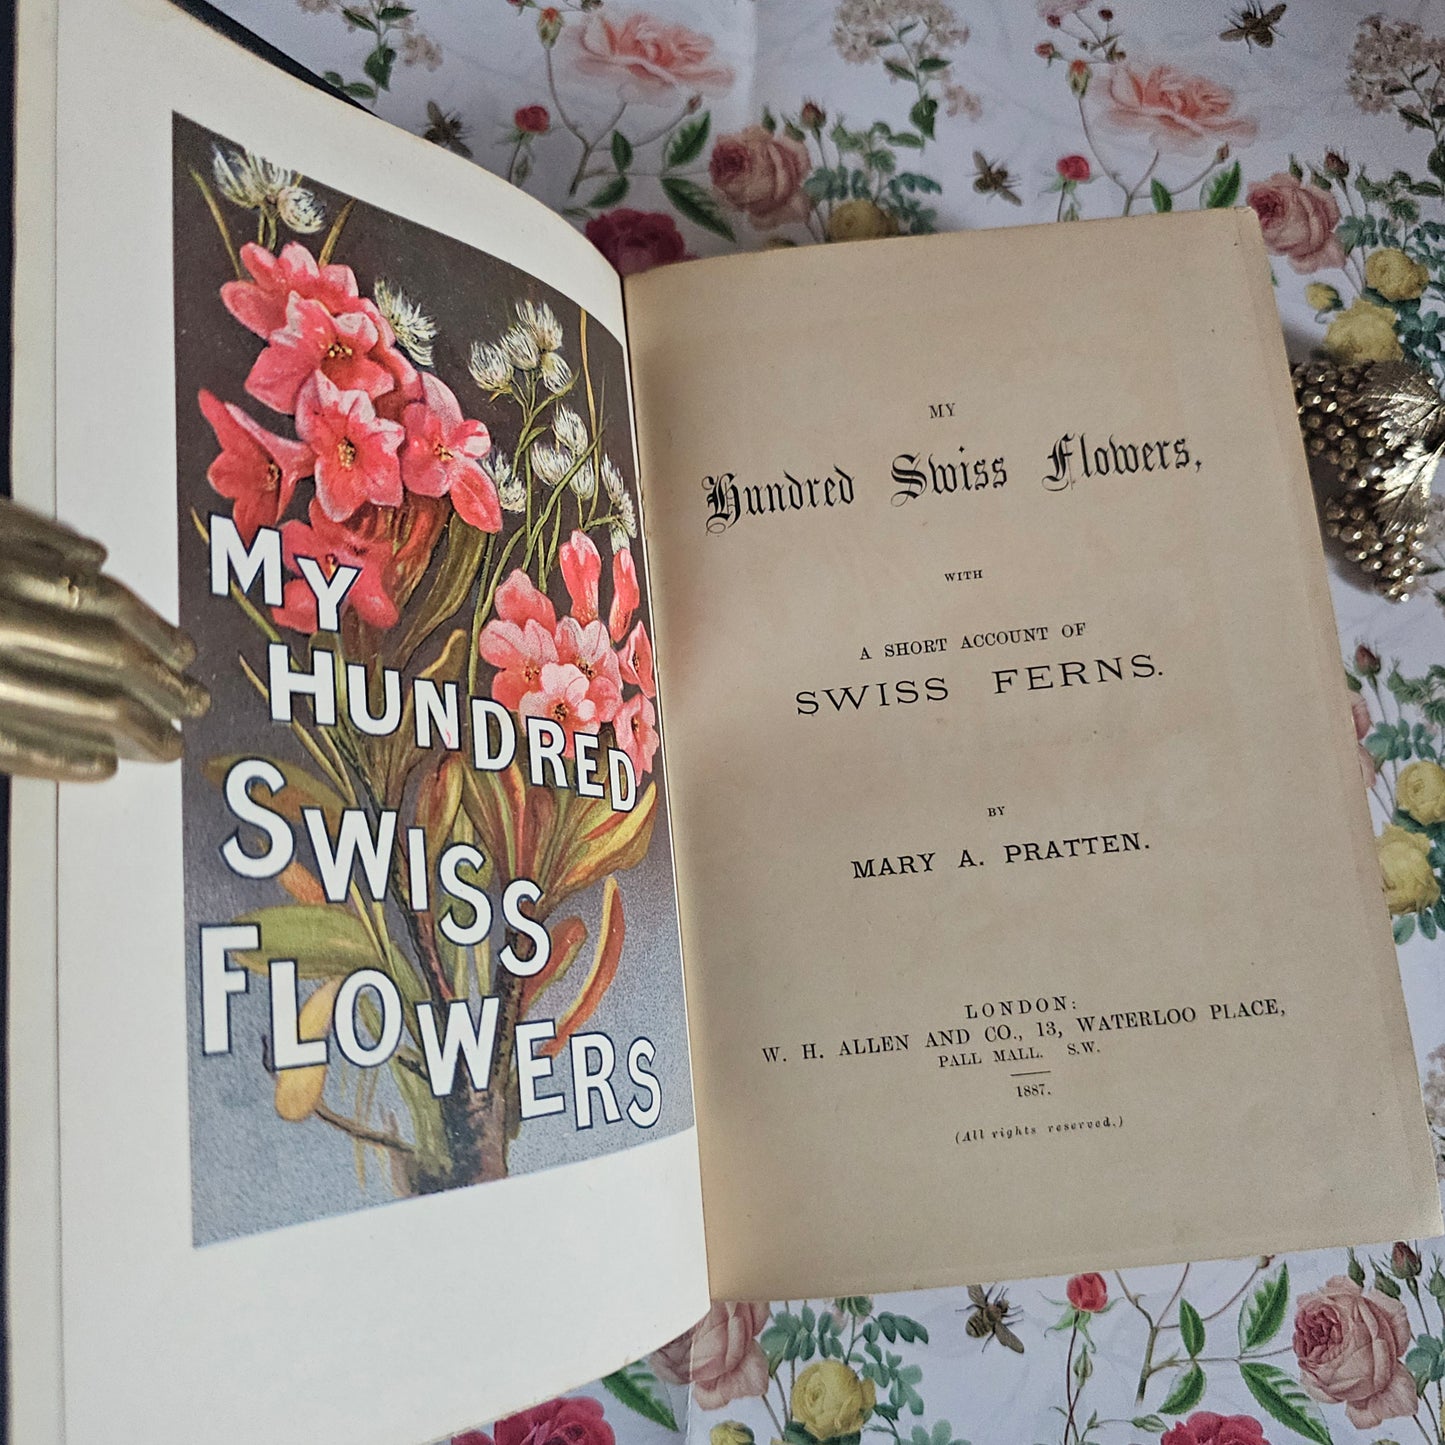 MY
HUNDRED
SWISS
FLOWERS
MY
Hundred Swiss Flowers,
WITH
A SHORT ACCOUNT OF
SWISS FERNS.
BY
MARY A. PRATTEN.
LONDON:
W. H. ALLEN AND CO., 13, WATERLOO PLACE,
PALL MALL. S.W.
1887.
(All rights reserved.)